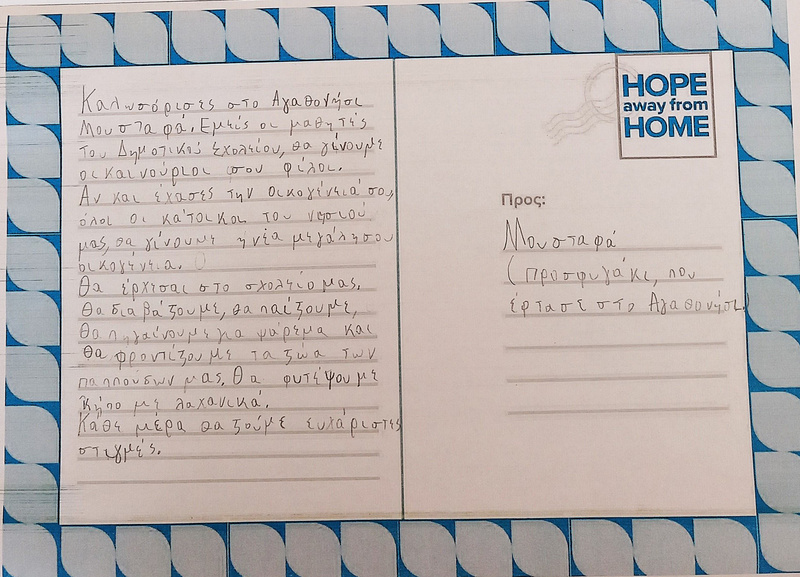 Καλωσόρισες στο Αγαθονήσι
Μουσταφά. Εμείς οι μαθητές
του Δημοτικού Σχολείου, θα γίνουμε
οι καινούριοι σου φίλοι.
Αν και έχασες την οικογένειά σου,
όλοι οι κάτοικοι του νησιού
μας, θα γίνουμε η νέα μεγάλη σου
οικογένεια.
Θα έρχεσαι στο σχολείο μας.
Θα διαβάζουμε, θα παίζουμε,
θα πηγαίνουμε για ψάρεμα και
θα φροντίζουμε τα ζώα των
παππούδων μας. Θα φυτέψουμε
κήπο με λαχανικά.
Κάθε μέρα θα ζούμε ευχάριστες
στιγμές.
HOPE
away from
HOME
Προς:
Μουσταφά
(Προσφυγάκι, που
έφτασε στο Αγαθονήσι)